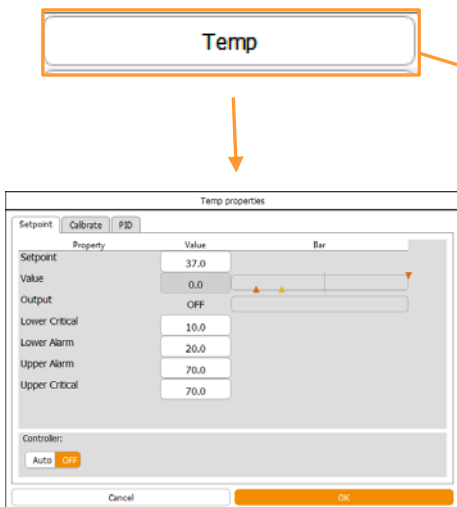 Temp
Temp properties
Setpoint Calibrate PID
Property Value Bar
Setpoint 37.0
Value 0.0
Output OFF
Lower Critical 10.0
Lower Alarm 20.0
Upper Alarm 70.0
Upper Critical 70.0
Controller:
Auto OFF
Cancel OK